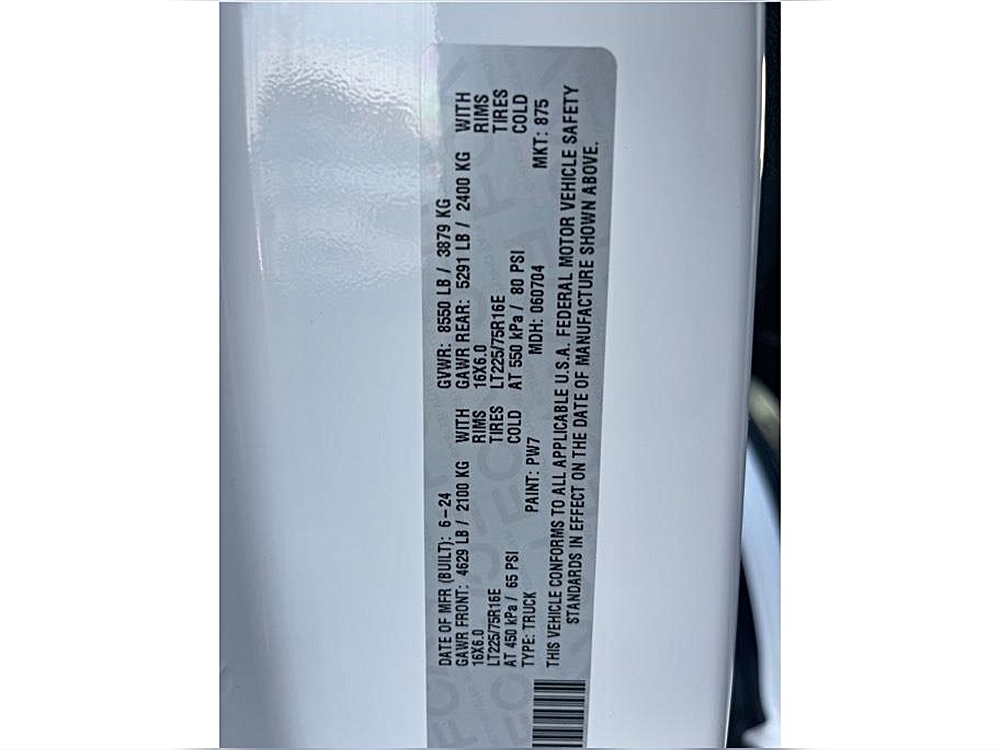 DATE OF MFR (BUILT): 6-24 GVWR: 8550 LB / 3879 KG
GAWR FRONT: 4629 LB / 2100 KG WITH GAWR REAR: 5291 LB / 2400 KG WITH
16X6.0 RIMS 16X6.0 RIMS
LT225/75R16E TIRES LT225/75R16E TIRES
AT 450 kPa / 65 PSI COLD AT 550 kPa / 80 PSI COLD
TYPE: TRUCK PAINT: PW7 MDH: 060704 MKT: 875
THIS VEHICLE CONFORMS TO ALL APPLICABLE U.S.A. FEDERAL MOTOR VEHICLE SAFETY
STANDARDS IN EFFECT ON THE DATE OF MANUFACTURE SHOWN ABOVE.